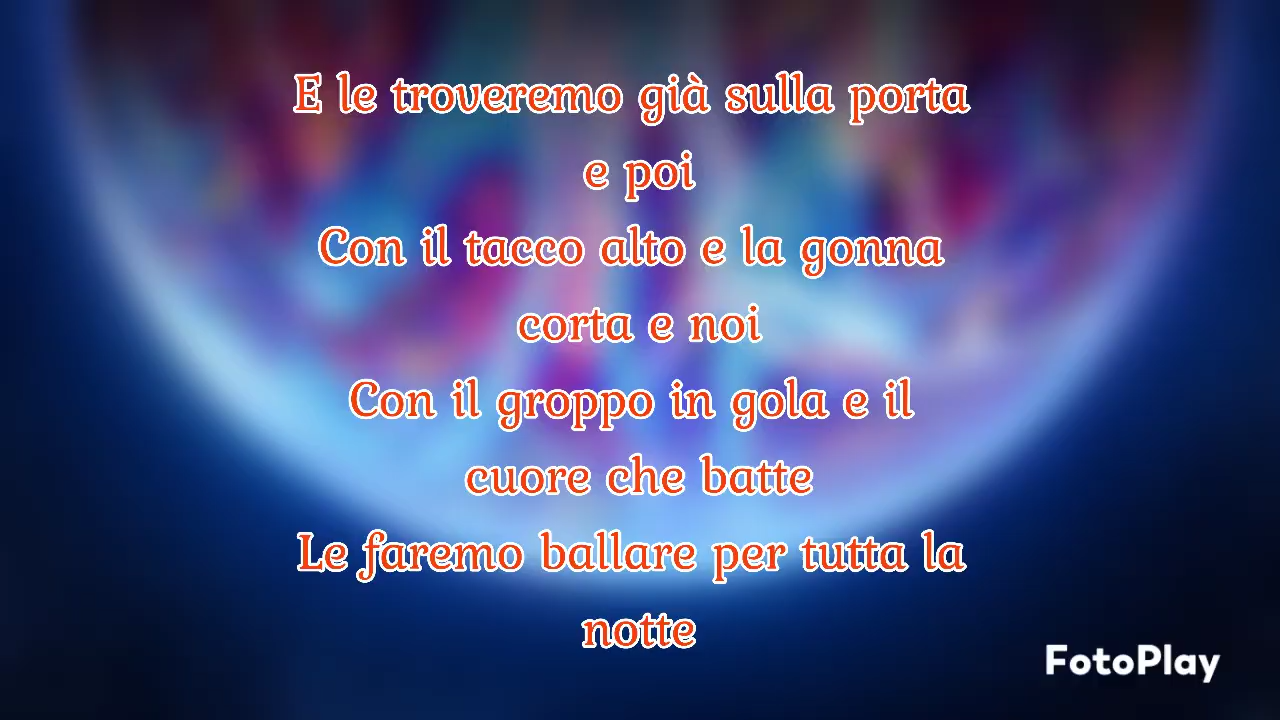 E le troveremo già sulla porta
e poi
Con il tacco alto e la gonna
corta e noi
Con il groppo in gola e il
cuore che batte
Le faremo ballare per tutta la
notte
FotoPlay